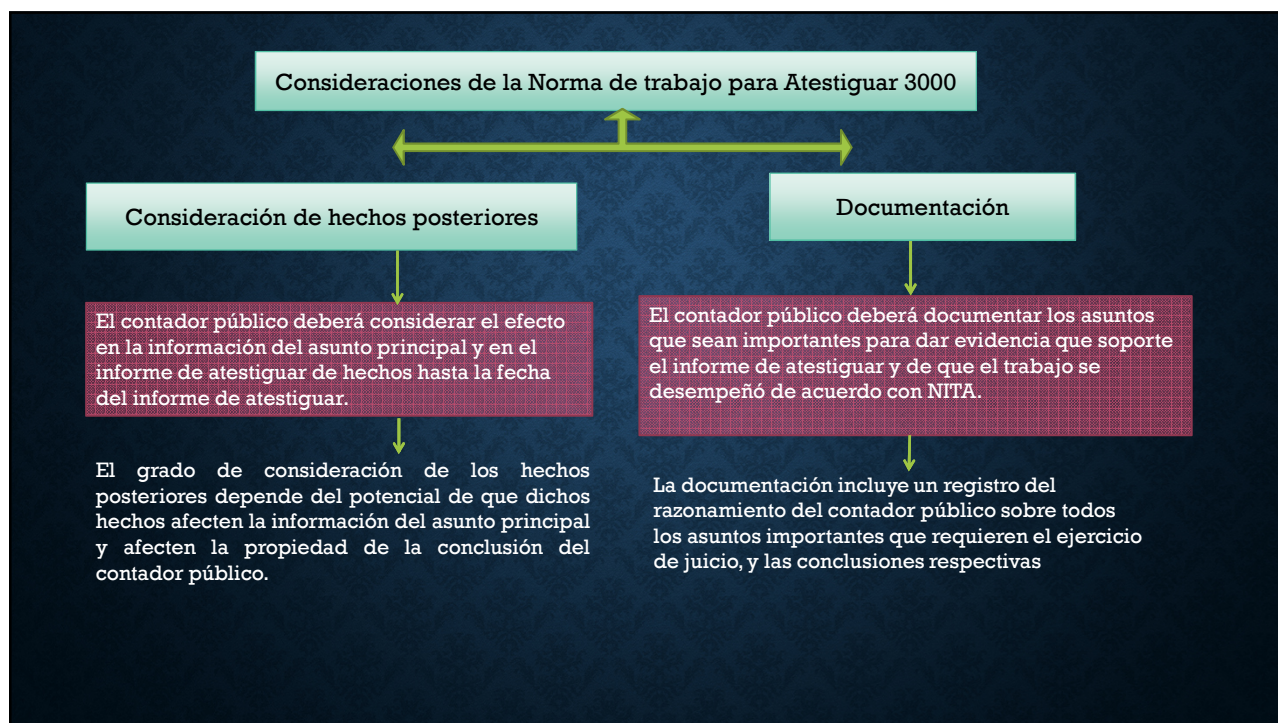 Consideraciones de la Norma de trabajo para Atestiguar 3000
Consideración de hechos posteriores
El contador público deberá considerar el efecto
en la información del asunto principal y en el
informe de atestiguar de hechos hasta la fecha
del informe de atestiguar.
El grado de consideración de los hechos
posteriores depende del potencial de que dichos
hechos afecten la información del asunto principal
y afecten la propiedad de la conclusión del
contador público.
Documentación
El contador público deberá documentar los asuntos
que sean importantes para dar evidencia que soporte
el informe de atestiguar y de que el trabajo se
desempeñó de acuerdo con NITA.
La documentación incluye un registro del
razonamiento del contador público sobre todos
los asuntos importantes que requieren el ejercicio
de juicio, y las conclusiones respectivas